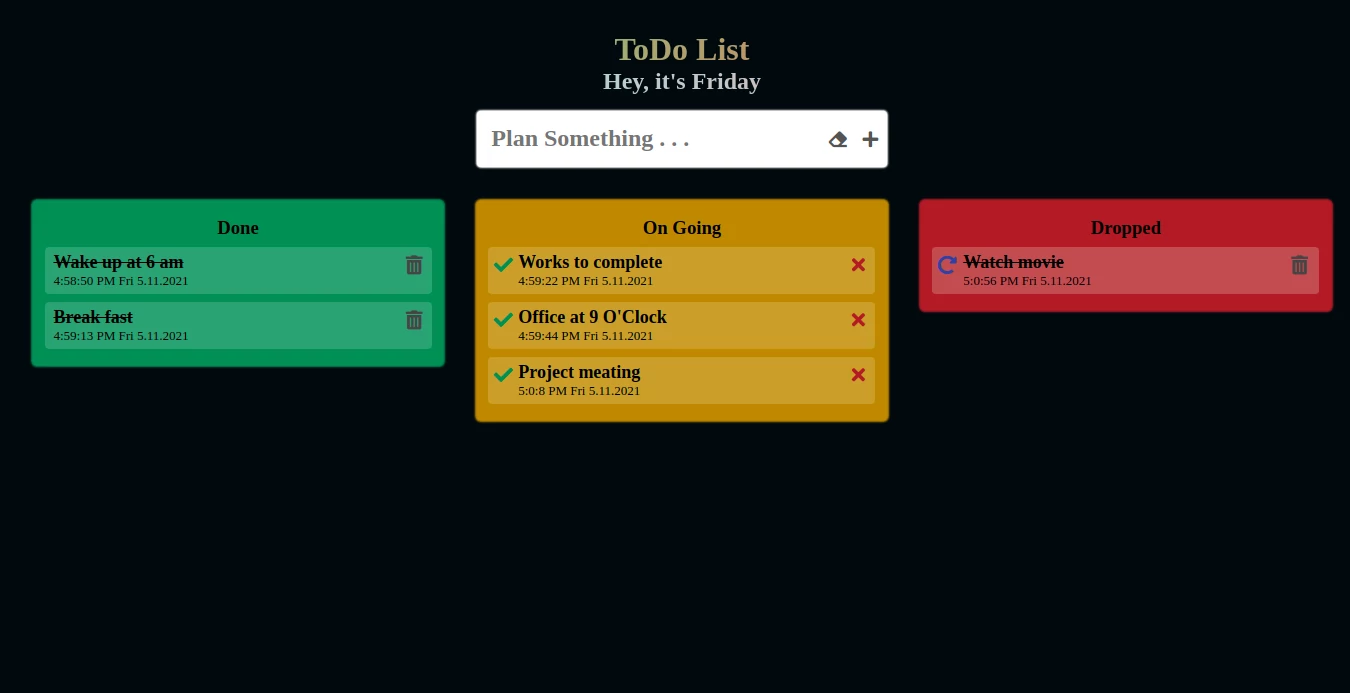 ToDo List
Hey, it's Friday
Plan Something . . .
Done
Wake up at 6 am
4:58:50 PM Fri 5.11.2021
Break fast
4:59:13 PM Fri 5.11.2021
On Going
Works to complete
4:59:22 PM Fri 5.11.2021
Office at 9 O'Clock
4:59:44 PM Fri 5.11.2021
Project meating
5:0:8 PM Fri 5.11.2021
Dropped
Watch movie
5:0:56 PM Fri 5.11.2021